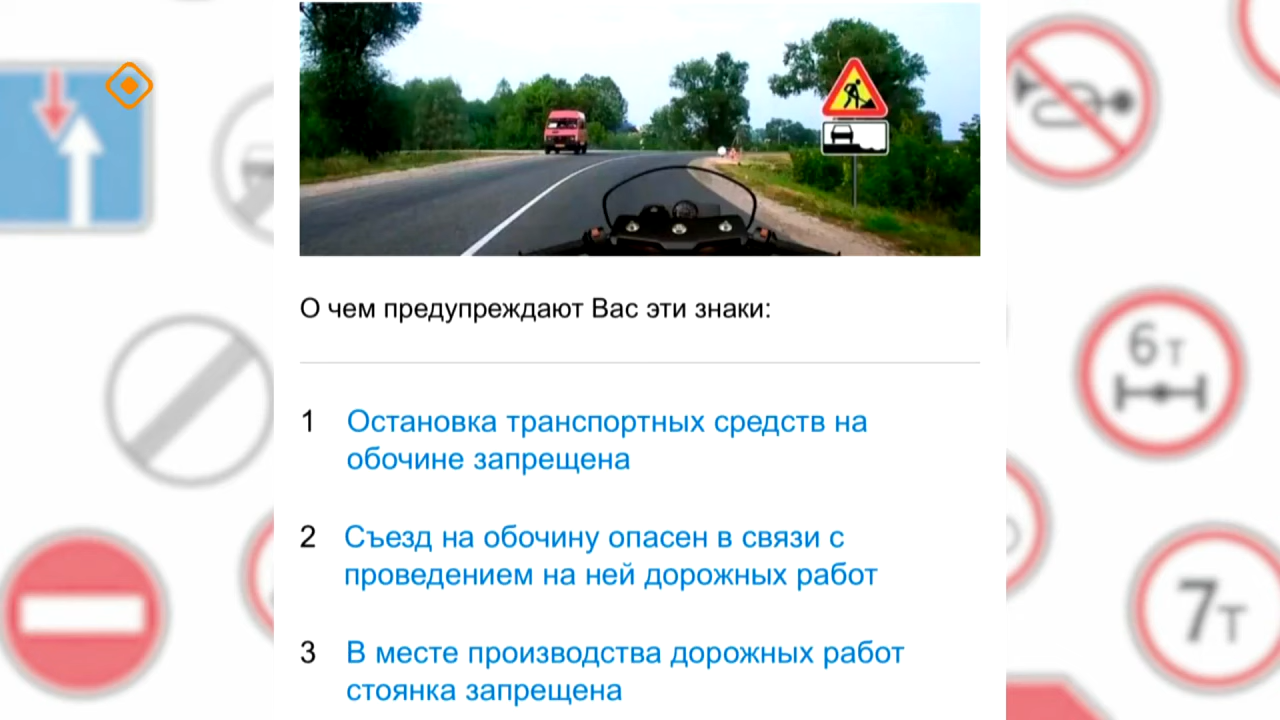 О чем предупреждают Вас эти знаки:
1 Остановка транспортных средств на
обочине запрещена
2 Съезд на обочину опасен в связи с
проведением на ней дорожных работ
3 В месте производства дорожных работ
стоянка запрещена
6т
7т